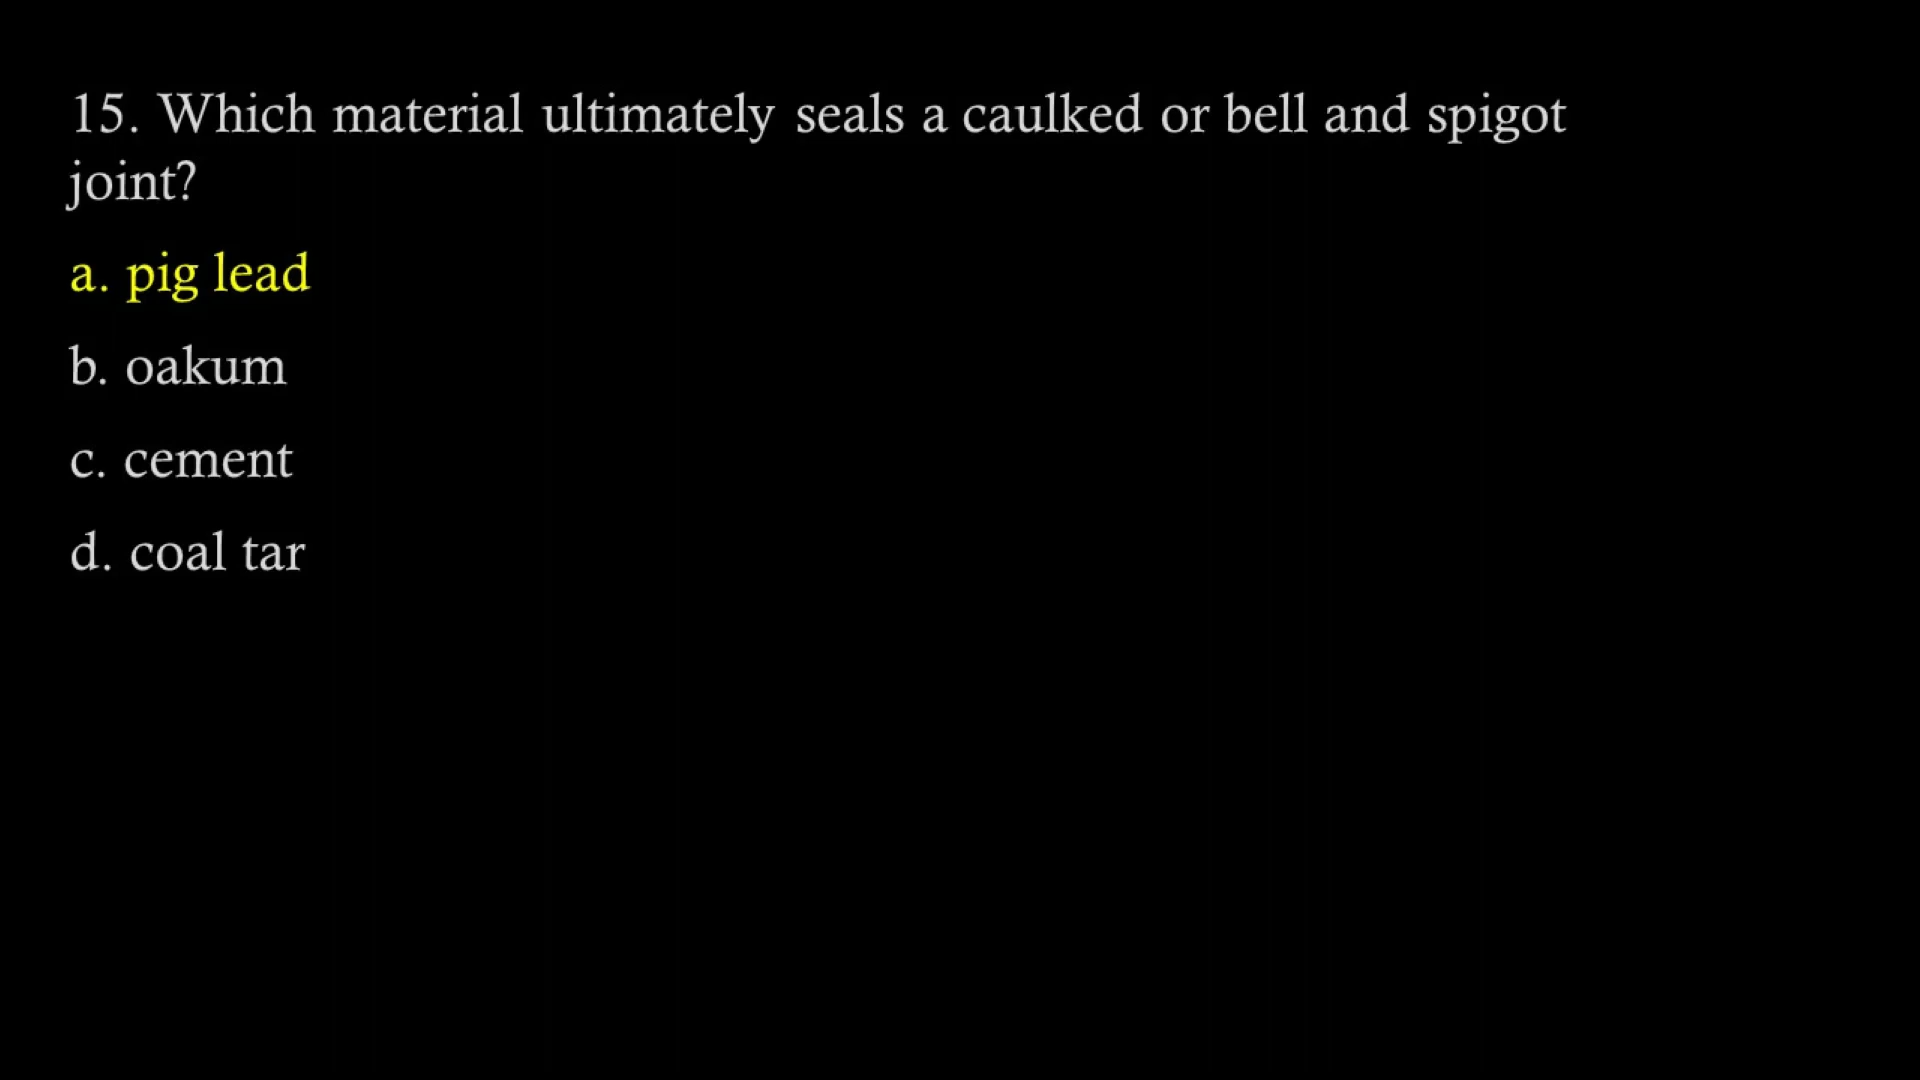 15. Which material ultimately seals a caulked or bell and spigot
joint?
a. pig lead
b. oakum
c. cement
d. coal tar